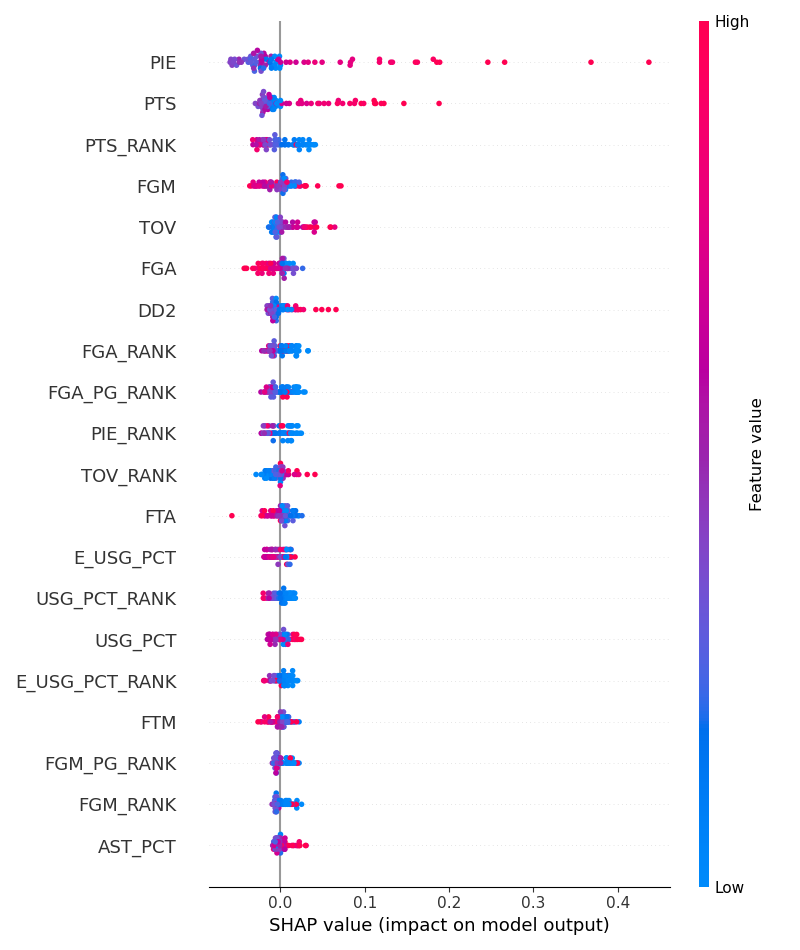 High
PIE
PTS
PTS_RANK
FGM
TOV
FGA
DD2
FGA_RANK
FGA_PG_RANK
PIE_RANK
TOV_RANK
FTA
E_USG_PCT
USG_PCT_RANK
USG_PCT
E_USG_PCT_RANK
FTM
FGM_PG_RANK
FGM_RANK
AST_PCT
Feature value
Low
0.0 0.1 0.2 0.3 0.4
SHAP value (impact on model output)